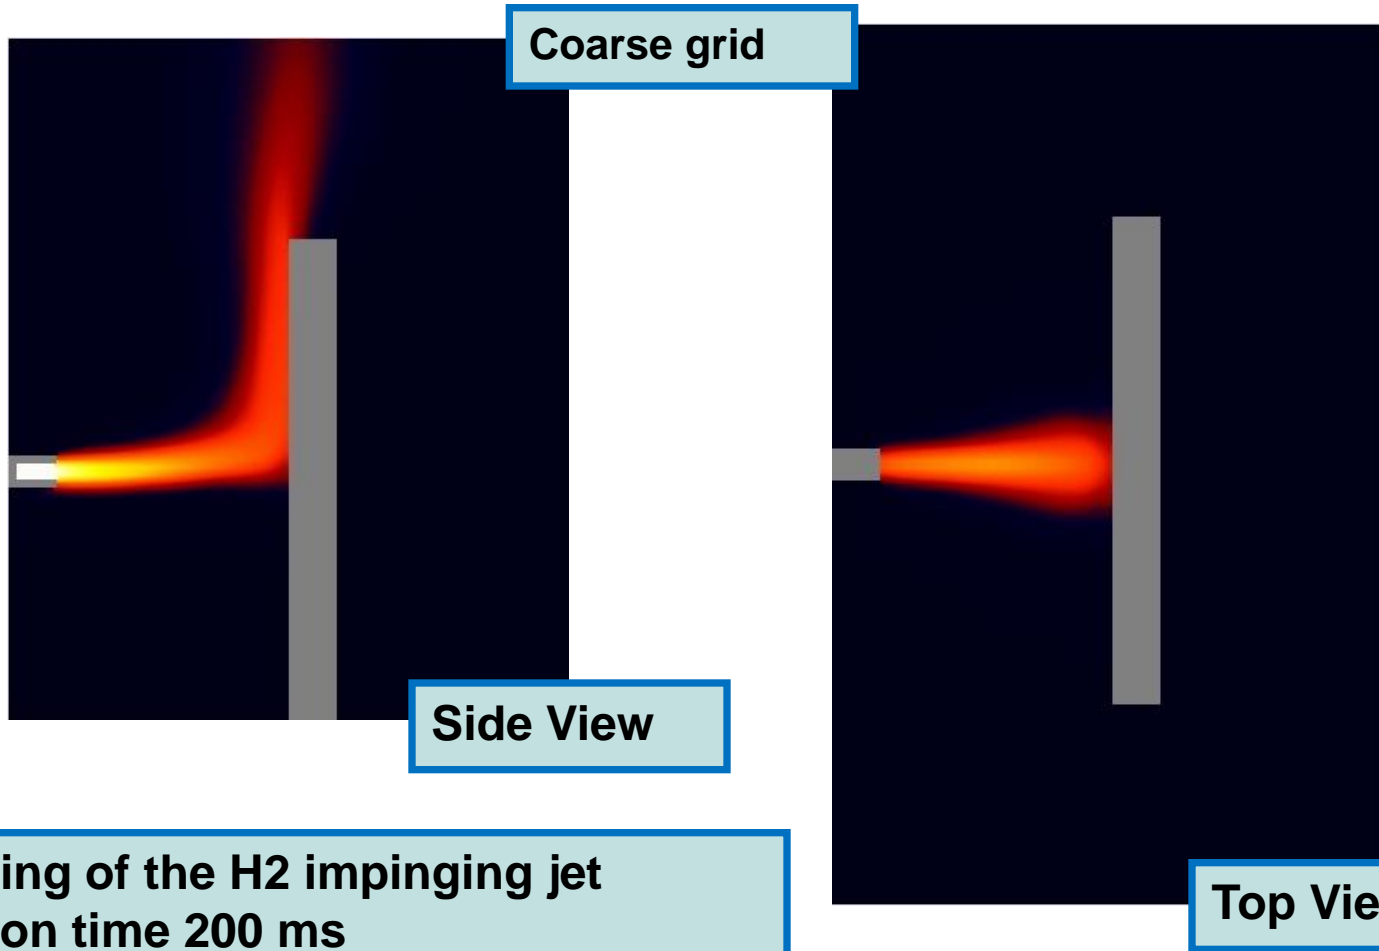 Coarse grid
Side View
ing of the H2 impinging jet
on time 200 ms
Top Vie